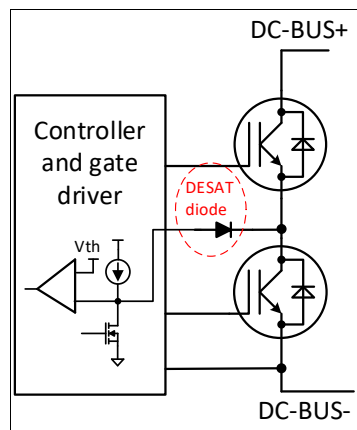 DC-BUS+
Controller
and gate
driver
DESAT
diode
Vth
DC-BUS-